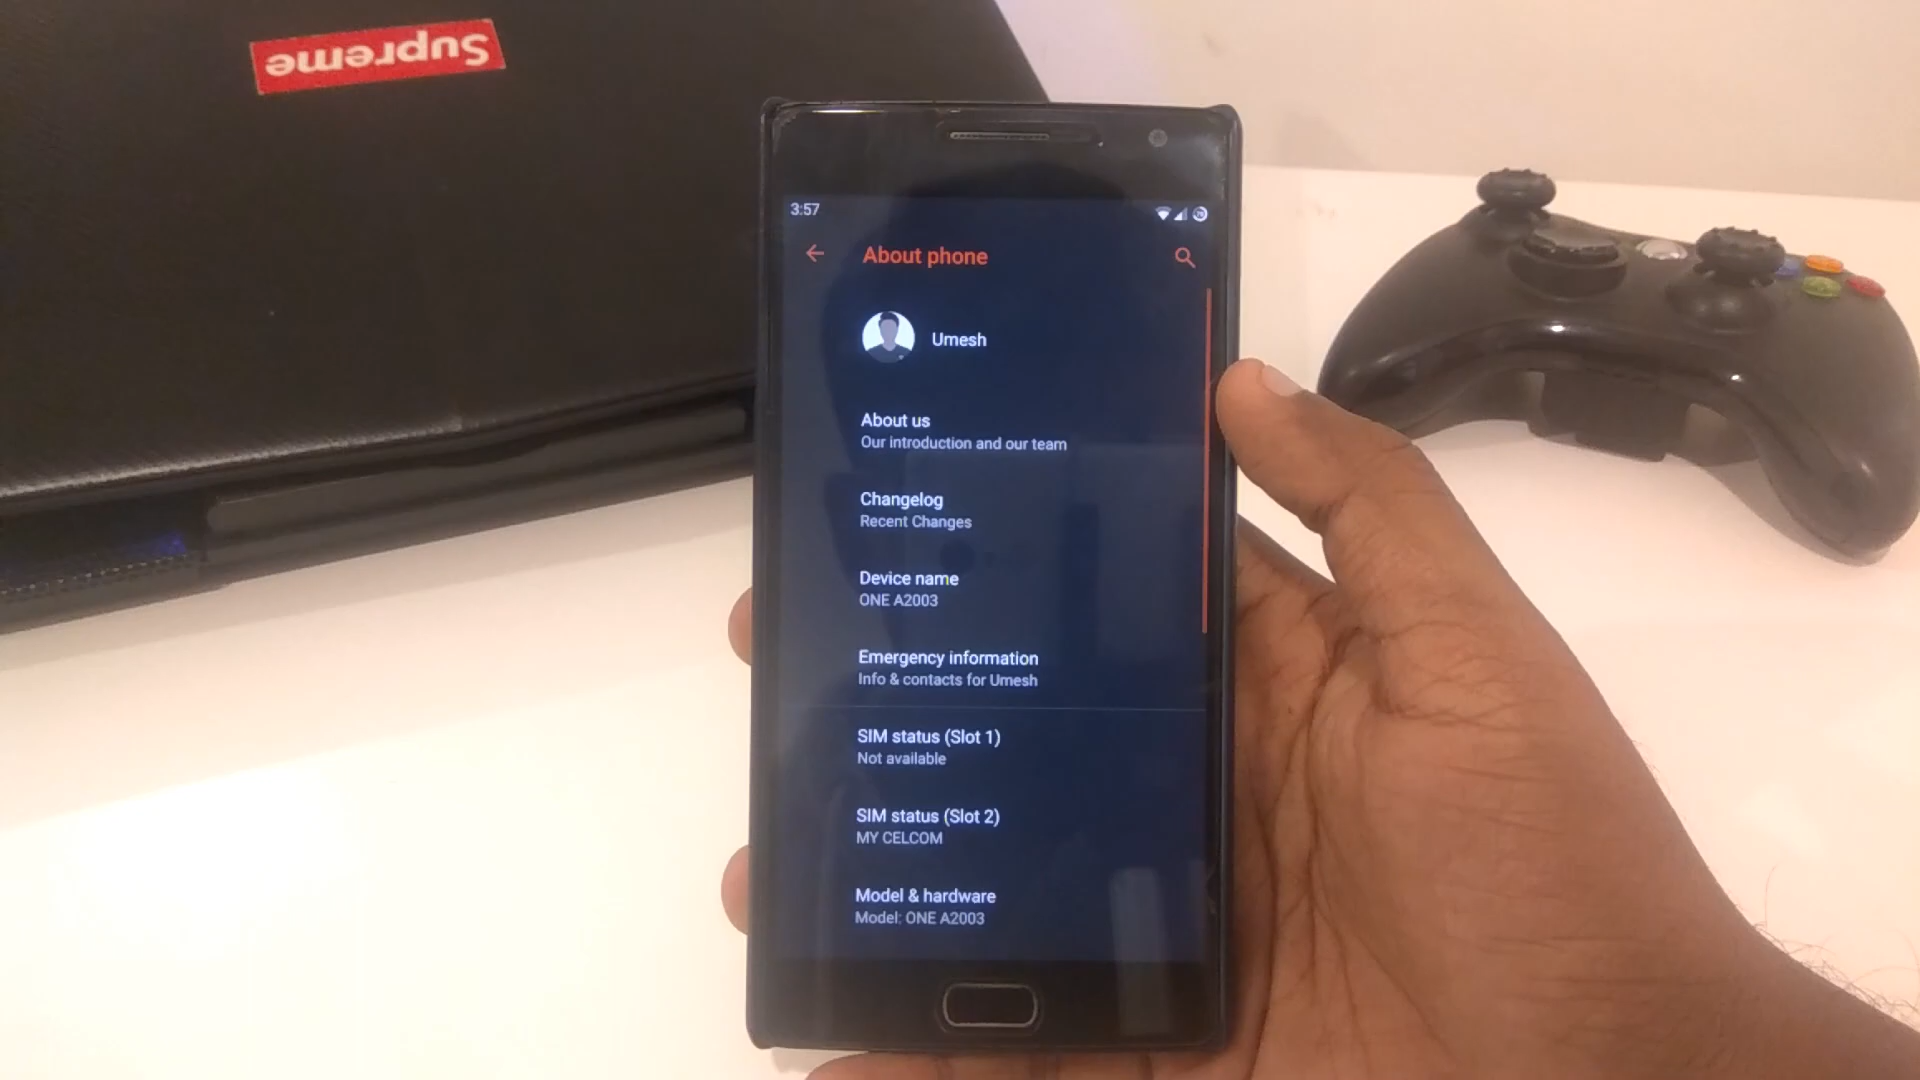 Supreme
3:57
About phone
Umesh
About us
Our introduction and our team
Changelog
Recent Changes
Device name
ONE A2003
Emergency information
Info & contacts for Umesh
SIM status (Slot 1)
Not available
SIM status (Slot 2)
MY CELCOM
Model & hardware
Model: ONE A2003